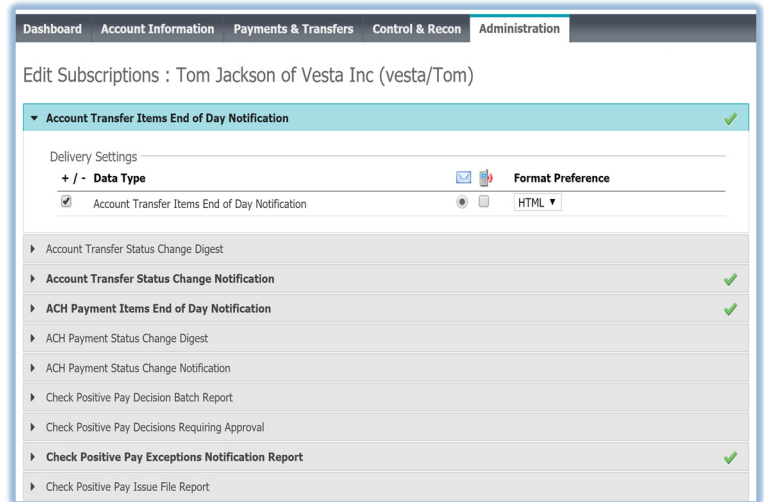 Dashboard Account Information Payments & Transfers Control & Recon Administration
Edit Subscriptions : Tom Jackson of Vesta Inc (vesta/Tom)
Account Transfer Items End of Day Notification
Delivery Settings
+ / - Data Type Format Preference
Account Transfer Items End of Day Notification HTML
Account Transfer Status Change Digest
Account Transfer Status Change Notification
ACH Payment Items End of Day Notification
ACH Payment Status Change Digest
ACH Payment Status Change Notification
Check Positive Pay Decision Batch Report
Check Positive Pay Decisions Requiring Approval
Check Positive Pay Exceptions Notification Report
Check Positive Pay Issue File Report